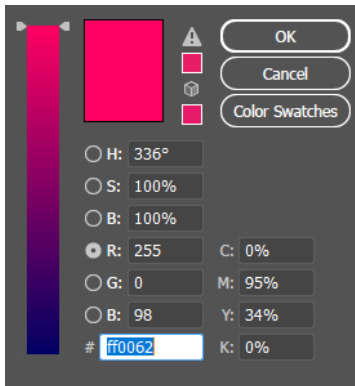 OK
Cancel
Color Swatches
H: 336°
S: 100%
B: 100%
R: 255 C: 0%
G: 0 M: 95%
B: 98 Y: 34%
# ff0062 K: 0%